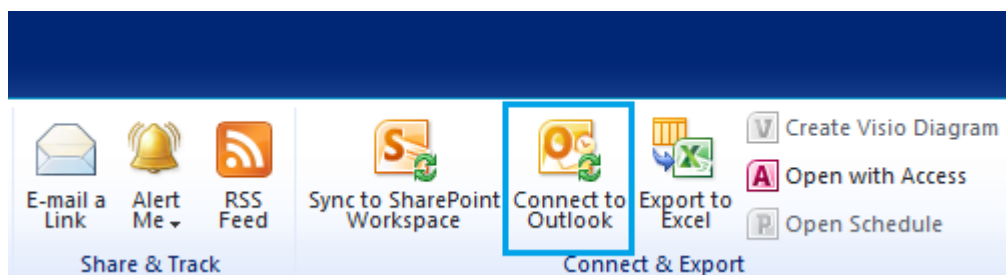 E-mail a
Link
Alert
Me
RSS
Feed
Sync to SharePoint
Workspace
Connect to
Outlook
Export to
Excel
Create Visio Diagram
Open with Access
Open Schedule
Share & Track
Connect & Export